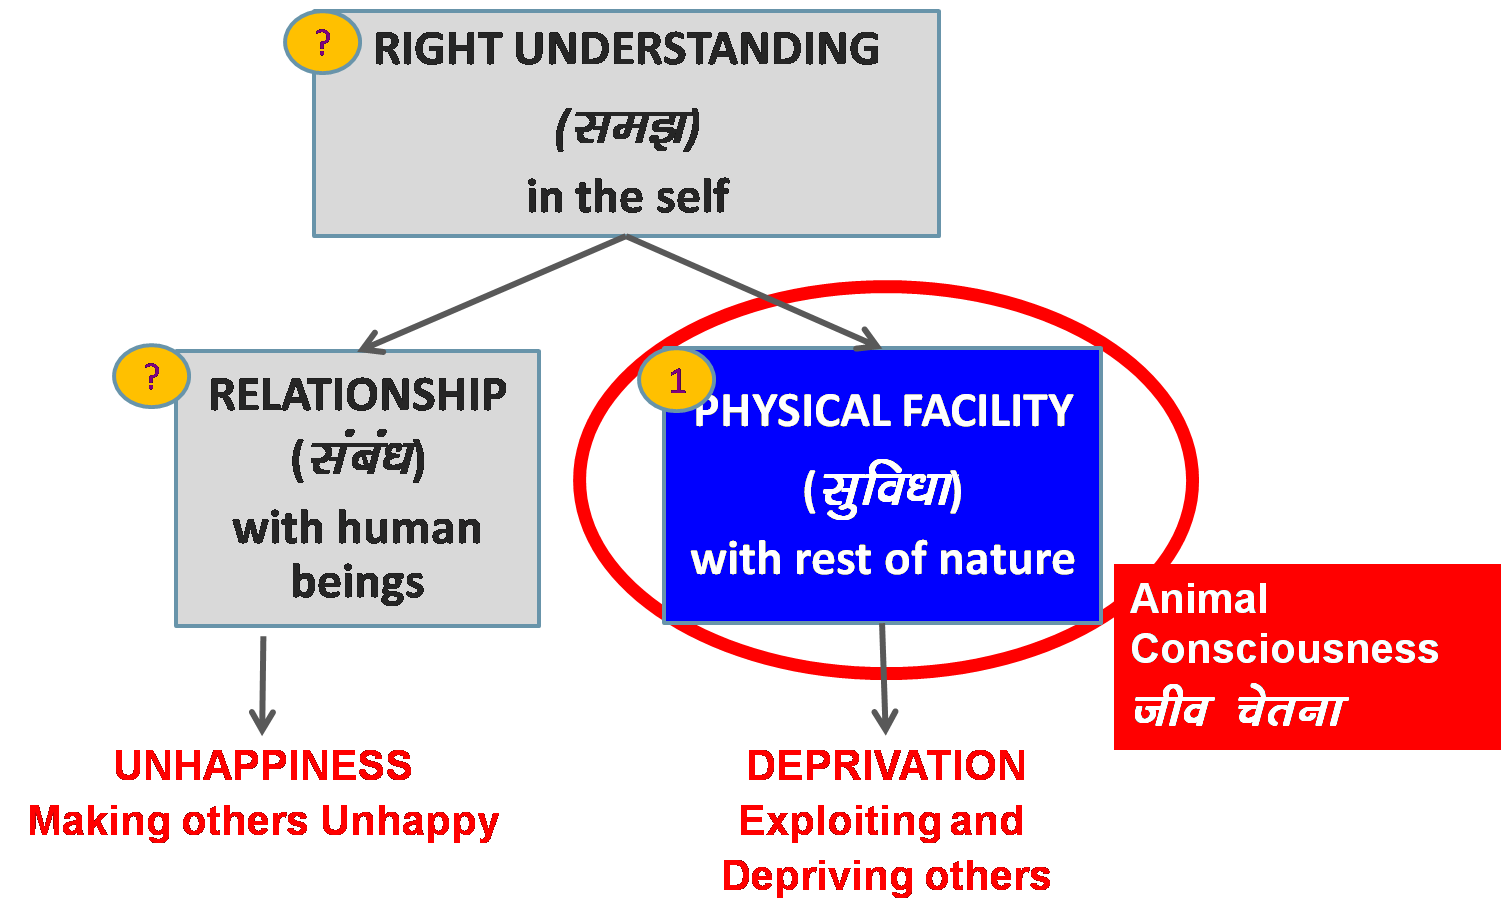 ?
RIGHT UNDERSTANDING
(समझ)
in the self
?
RELATIONSHIP
(संबंध)
with human
beings
1
PHYSICAL FACILITY
(सुविधा)
with rest of nature
Animal
Consciousness
जीव चेतना
UNHAPPINESS
Making others Unhappy
DEPRIVATION
Exploiting and
Depriving others